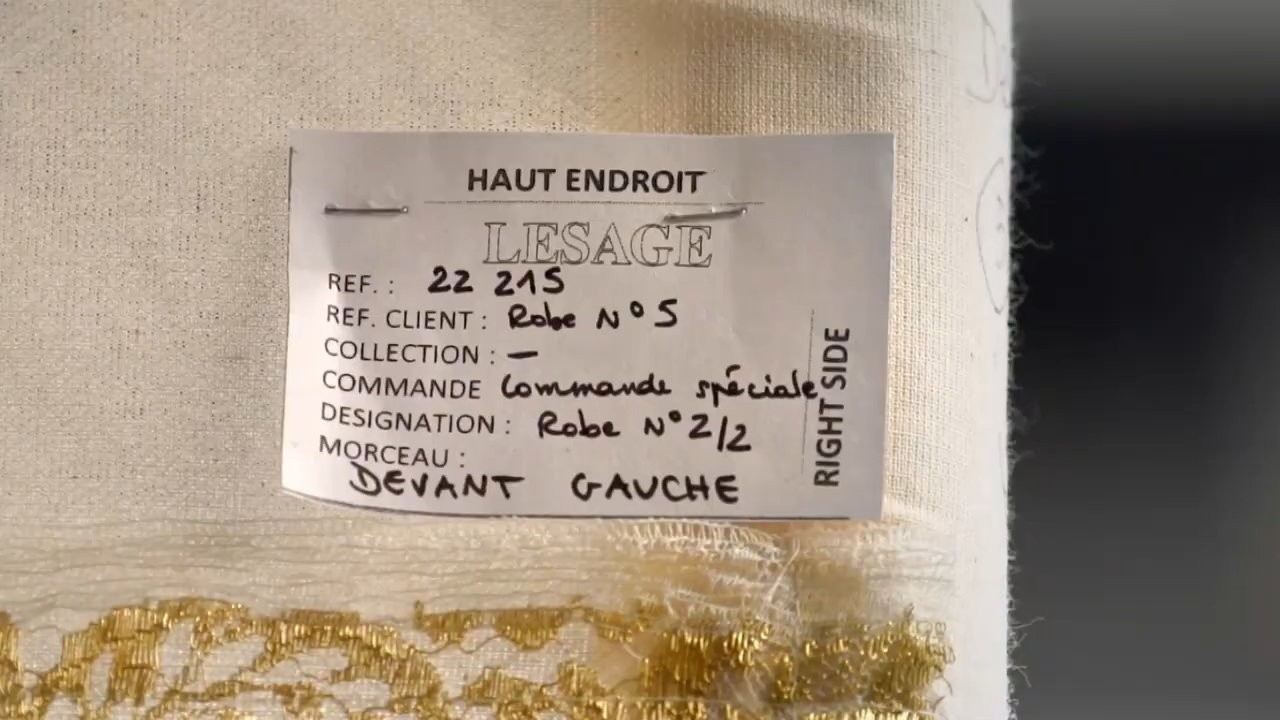 HAUT ENDROIT
LESAGE
REF. : 22 215
REF. CLIENT : Robe N° 5
COLLECTION : —
COMMANDE Commande spéciale
DESIGNATION : Robe N° 2/2
MORCEAU :
DEVANT GAUCHE
RIGHT SIDE